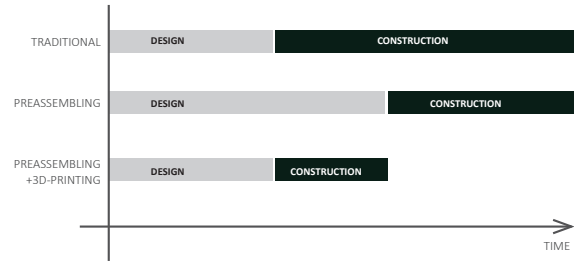 TRADITIONAL DESIGN CONSTRUCTION
PREASSEMBLING DESIGN CONSTRUCTION
PREASSEMBLING
+3D-PRINTING DESIGN CONSTRUCTION
TIME